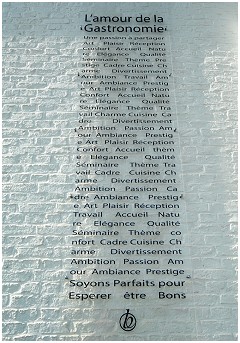 L'amour de la
Gastronomie
Une passion à partager
Art Plaisir Réception
Confort Accueil Natu
re Elégance Qualité
Séminaire Thème Pre
stige Cadre Cuisine Ch
arme Divertissement
Ambition Travail Am
our Ambiance Prestig
e Art Plaisir Réception
Confort Accueil Natu
re Elégance Qualité
Séminaire Thème Tra
vail Charme Cuisine Ca
dre Divertissement
Ambition Passion Am
our Ambiance Prestig
e Art Plaisir Réception
Confort Accueil thèm
e Elégance Qualité
Séminaire Thème Tra
vail Cadre Cuisine Ch
arme Divertissement
Ambition Passion Ca
dre Ambiance Prestig
e Art Plaisir Réception
Travail Accueil Natu
re Elégance Qualité
Séminaire Thème co
nfort Cadre Cuisine Ch
arme Divertissement
Ambition Passion Am
our Ambiance Prestige
Soyons Parfaits pour
Esperer être Bons